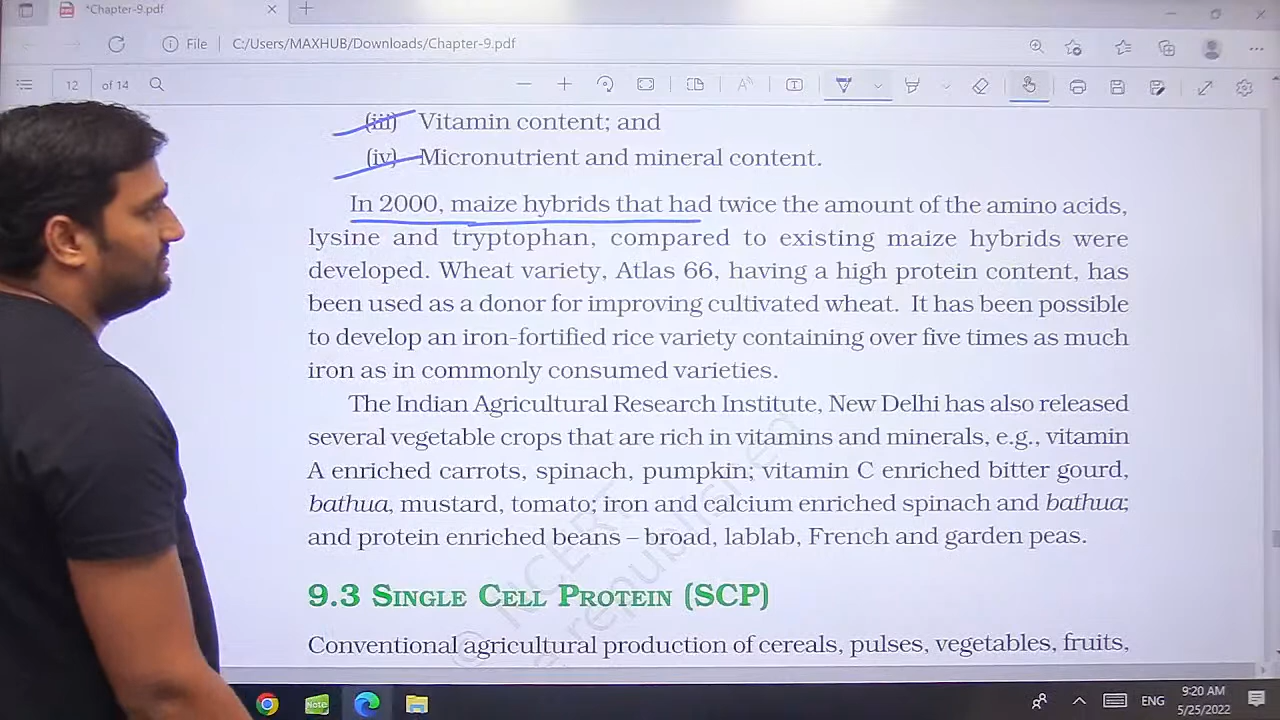 *Chapter-9.pdf
File C:/Users/MAXHUB/Downloads/Chapter-9.pdf
12 of 14
(iii) Vitamin content; and
(iv) Micronutrient and mineral content.
In 2000, maize hybrids that had twice the amount of the amino acids,
lysine and tryptophan, compared to existing maize hybrids were
developed. Wheat variety, Atlas 66, having a high protein content, has
been used as a donor for improving cultivated wheat. It has been possible
to develop an iron-fortified rice variety containing over five times as much
iron as in commonly consumed varieties.
The Indian Agricultural Research Institute, New Delhi has also released
several vegetable crops that are rich in vitamins and minerals, e.g., vitamin
A enriched carrots, spinach, pumpkin; vitamin C enriched bitter gourd,
bathua, mustard, tomato; iron and calcium enriched spinach and bathua;
and protein enriched beans – broad, lablab, French and garden peas.
9.3 SINGLE CELL PROTEIN (SCP)
Conventional agricultural production of cereals, pulses, vegetables, fruits,
© NCERT
republished
Note
ENG
9:20 AM
5/25/2022